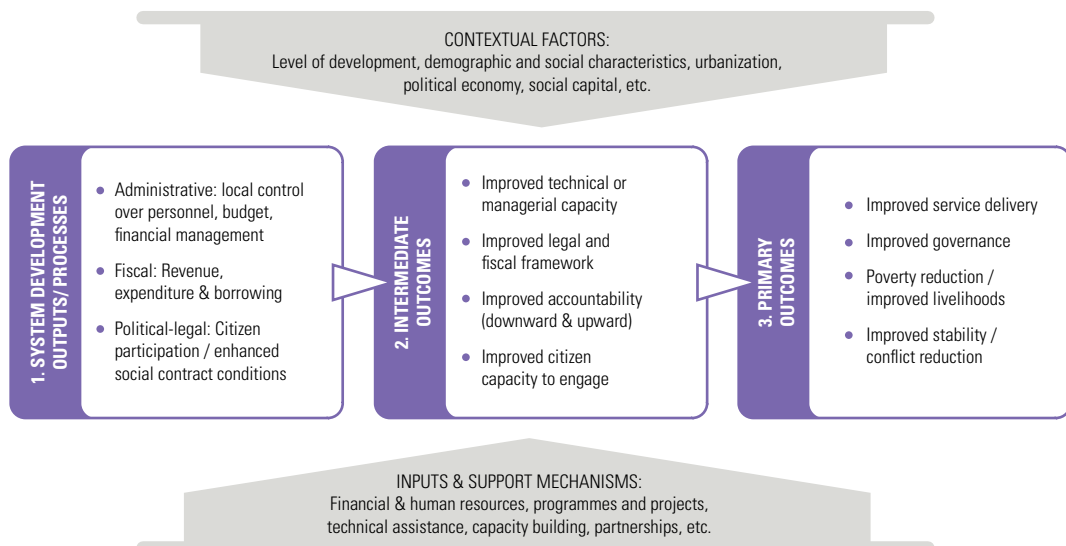 CONTEXTUAL FACTORS:
Level of development, demographic and social characteristics, urbanization,
political economy, social capital, etc.
1. SYSTEM DEVELOPMENT
OUTPUTS/ PROCESSES
• Administrative: local control
over personnel, budget,
financial management
• Fiscal: Revenue,
expenditure & borrowing
• Political-legal: Citizen
participation / enhanced
social contract conditions
2. INTERMEDIATE
OUTCOMES
• Improved technical or
managerial capacity
• Improved legal and
fiscal framework
• Improved accountability
(downward & upward)
• Improved citizen
capacity to engage
3. PRIMARY
OUTCOMES
• Improved service delivery
• Improved governance
• Poverty reduction /
improved livelihoods
• Improved stability /
conflict reduction
INPUTS & SUPPORT MECHANISMS:
Financial & human resources, programmes and projects,
technical assistance, capacity building, partnerships, etc.